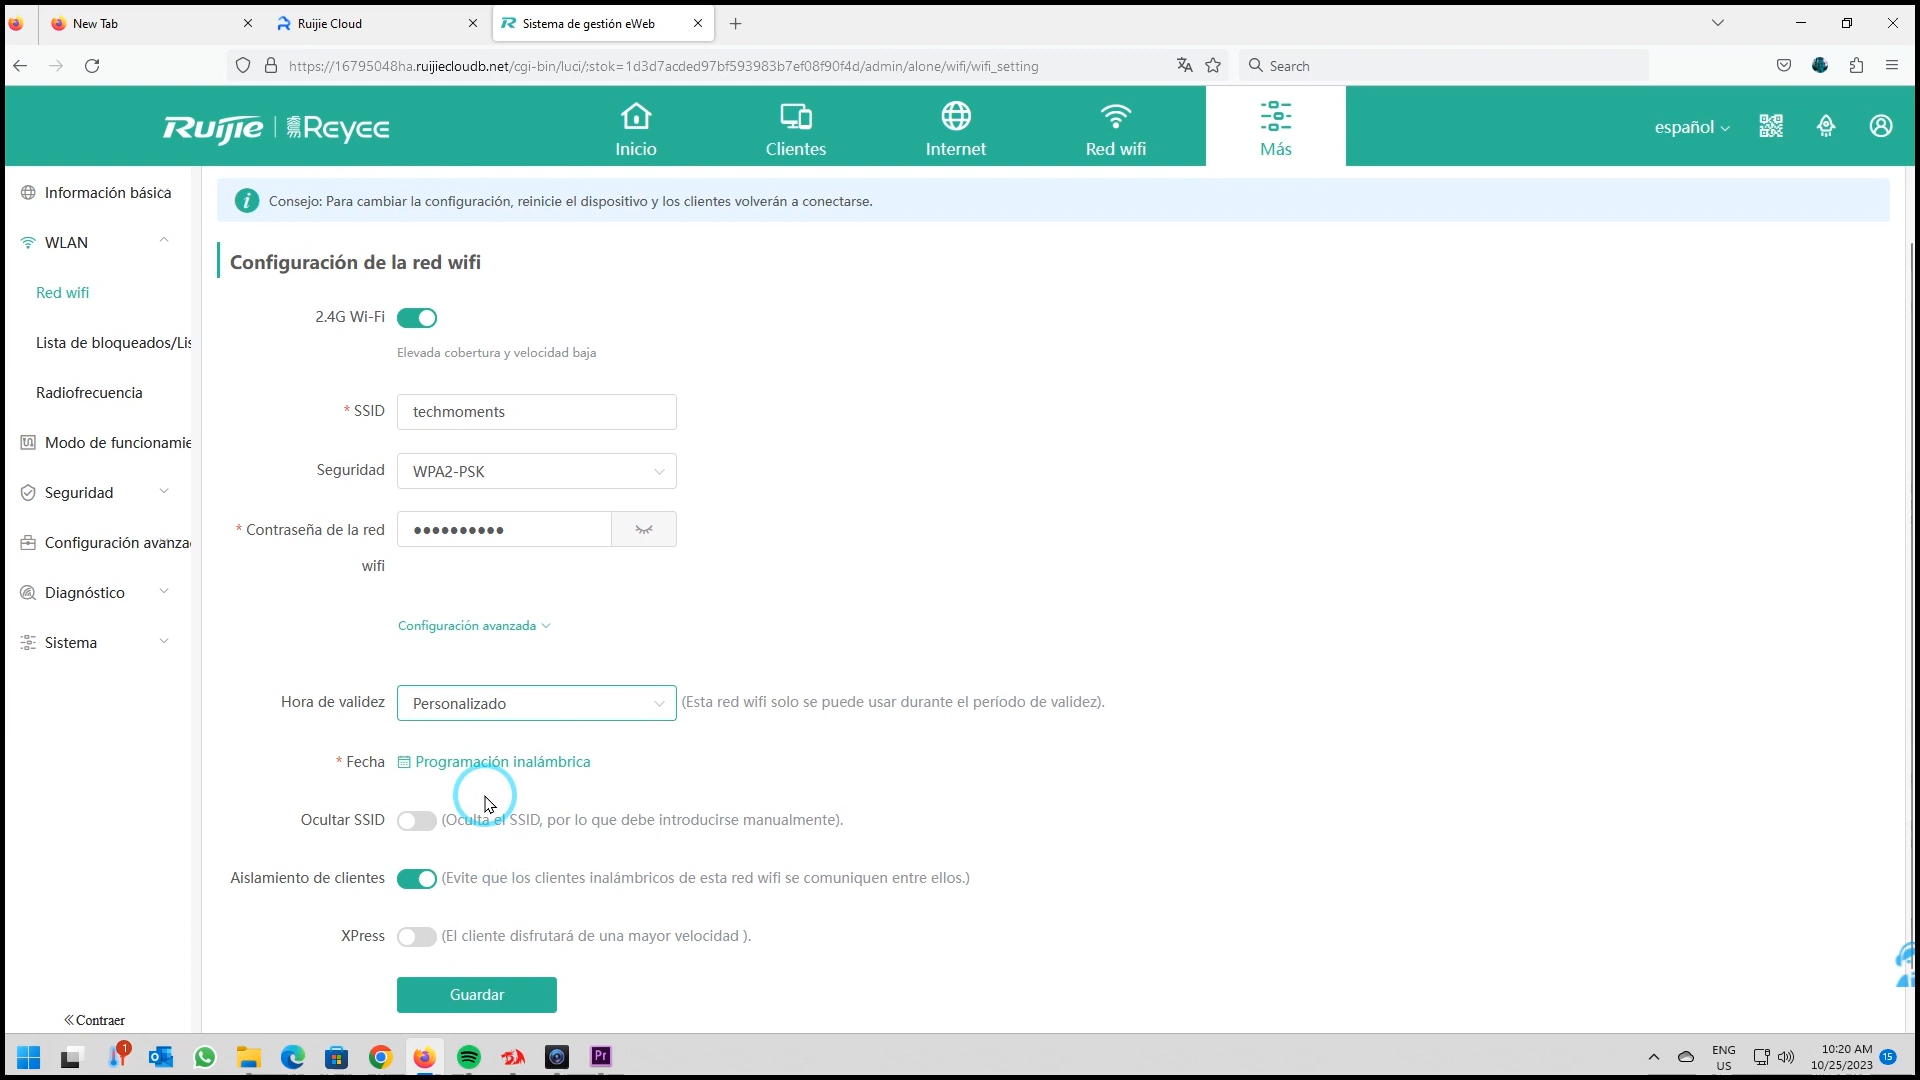 New Tab
Ruijie Cloud
Sistema de gestión eWeb
https://16795048ha.ruijiecloudb.net/cgi-bin/luci/;stok=1d3d7acded97bf593983b7ef08f90f4d/admin/alone/wifi/wifi_setting
Search
Ruijie | Reyee
Inicio
Clientes
Internet
Red wifi
Más
español
Información básica
WLAN
Red wifi
Lista de bloqueados/Lis
Radiofrecuencia
Modo de funcionamie
Seguridad
Configuración avanza
Diagnóstico
Sistema
Contraer
Consejo: Para cambiar la configuración, reinicie el dispositivo y los clientes volverán a conectarse.
Configuración de la red wifi
2.4G Wi-Fi
Elevada cobertura y velocidad baja
* SSID techmoments
Seguridad WPA2-PSK
* Contraseña de la red
wifi
Configuración avanzada
Hora de validez Personalizado (Esta red wifi solo se puede usar durante el período de validez).
* Fecha Programación inalámbrica
Ocultar SSID (Oculta el SSID, por lo que debe introducirse manualmente).
Aislamiento de clientes (Evite que los clientes inalámbricos de esta red wifi se comuniquen entre ellos.)
XPress (El cliente disfrutará de una mayor velocidad ).
Guardar
1
Pr
ENG
US
10:20 AM
10/25/2023
15